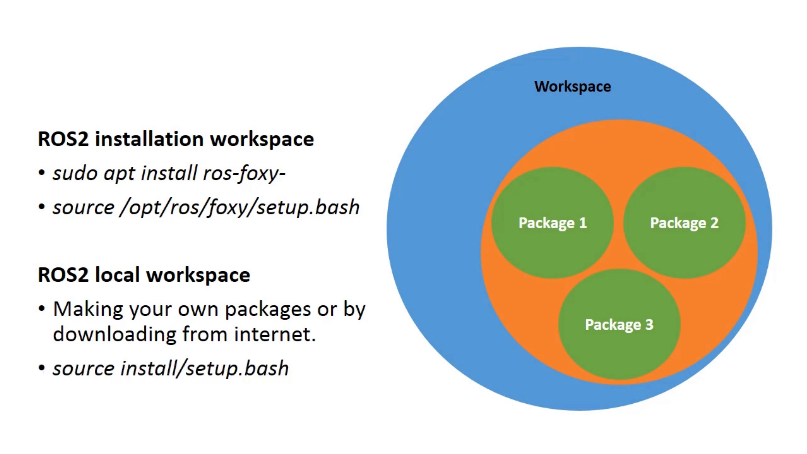 Workspace
ROS2 installation workspace
• sudo apt install ros-foxy-
• source /opt/ros/foxy/setup.bash
ROS2 local workspace
• Making your own packages or by
downloading from internet.
• source install/setup.bash
Package 1
Package 2
Package 3